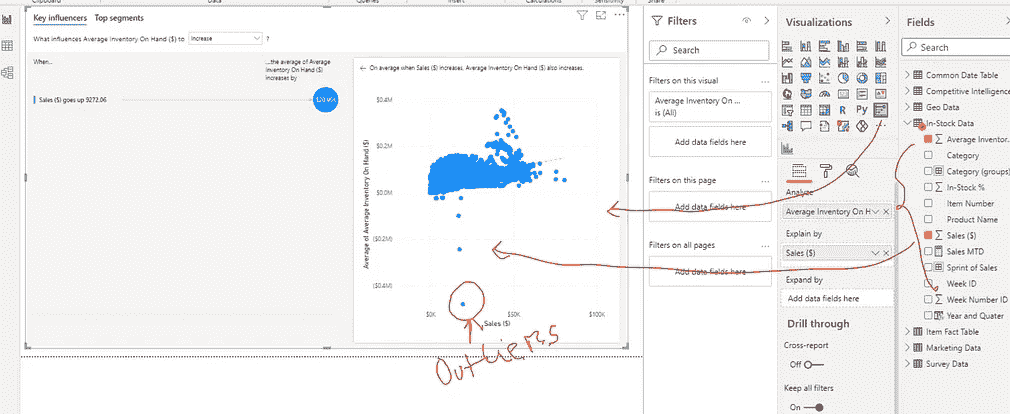 Clipboard
Data
Queries
Insert
Calculations
Sensitivity
Share
Key influencers
Top segments
What influences Average Inventory On Hand ($) to
Increase
?
When...
...the average of Average
Inventory On Hand ($)
increases by
Sales ($) goes up 9272.06
On average when Sales ($) increases, Average Inventory On Hand ($) also increases.
Average of Average Inventory On Hand ($)
$0.4M
$0.2M
$0.0M
($0.2M)
($0.4M)
$0K
$50K
$100K
Sales ($)
Outliers
Filters
Search
Filters on this visual
Average Inventory On ...
is (All)
Add data fields here
Filters on this page
Add data fields here
Filters on all pages
Add data fields here
Visualizations
R
Py
Analyze
Average Inventory On H
Explain by
Sales ($)
Expand by
Add data fields here
Drill through
Cross-report
Off
Keep all filters
On
Fields
Search
Common Date Table
Competitive Intelligence
Geo Data
In-Stock Data
Average Inventor...
Category
Category (groups)
In-Stock %
Item Number
Product Name
Sales ($)
Sales MTD
Sprint of Sales
Week ID
Week Number ID
Year and Quater
Item Fact Table
Marketing Data
Survey Data